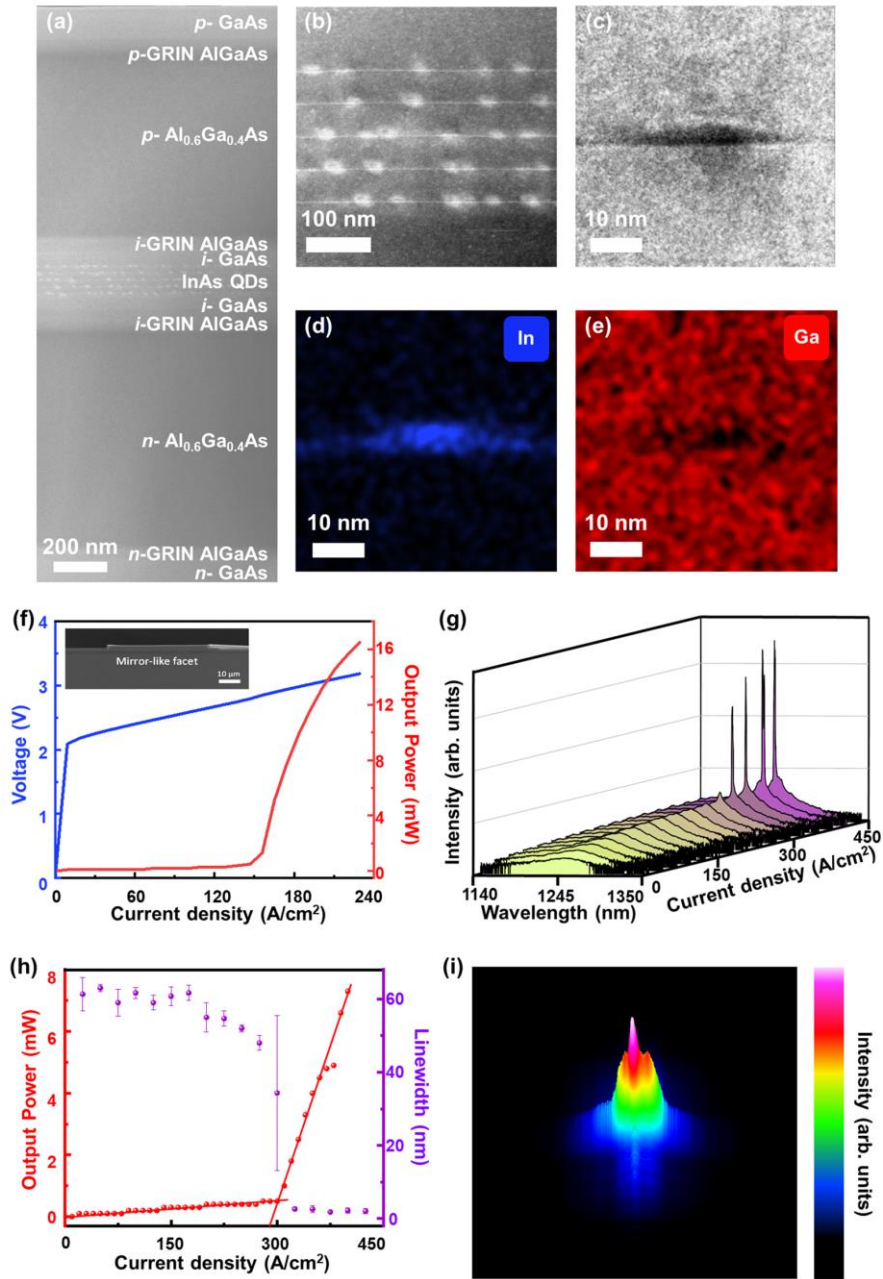 (a)
p- GaAs
p-GRIN AlGaAs
p- Al0.6Ga0.4As
i-GRIN AlGaAs
i- GaAs
InAs QDs
i- GaAs
i-GRIN AlGaAs
n- Al0.6Ga0.4As
n-GRIN AlGaAs
n- GaAs
200 nm
(b)
100 nm
(c)
10 nm
(d)
In
10 nm
(e)
Ga
10 nm
(f)
4
3
2
1
0
Voltage (V)
Mirror-like facet
10 µm
16
12
8
4
0
Output Power (mW)
0 60 120 180 240
Current density (A/cm²)
(g)
Intensity (arb. units)
1140 1245 1350
Wavelength (nm)
0 150 300 450
Current density (A/cm²)
(h)
8
6
4
2
0
Output Power (mW)
60
40
20
0
Linewidth (nm)
0 150 300 450
Current density (A/cm²)
(i)
Intensity (arb. units)